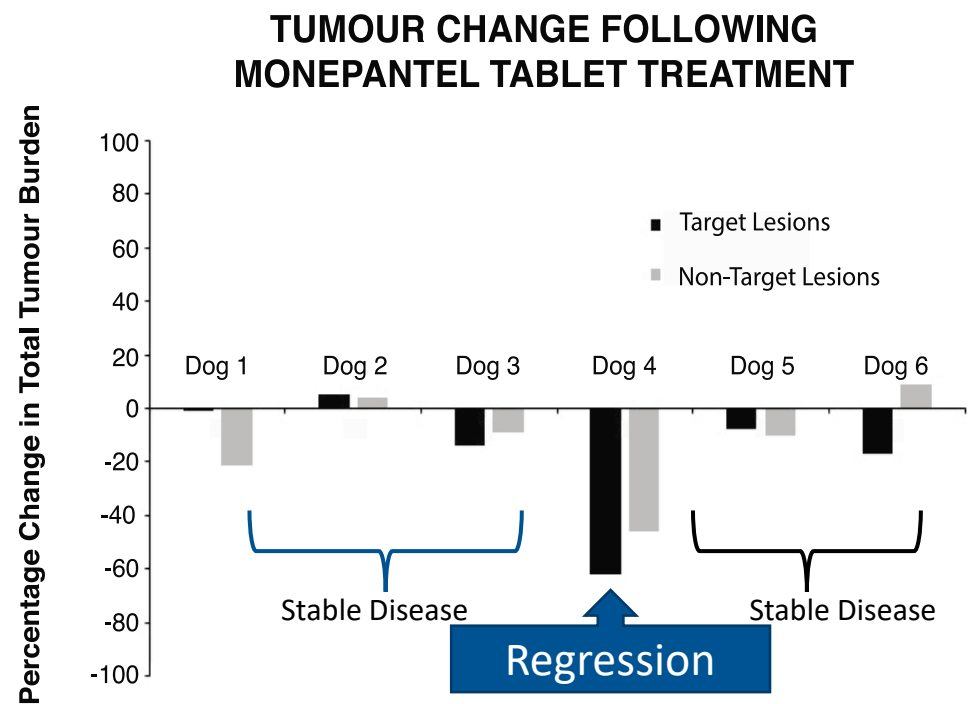 TUMOUR CHANGE FOLLOWING
MONEPANTEL TABLET TREATMENT
Percentage Change in Total Tumour Burden
100
80
60
40
20
0
-20
-40
-60
-80
-100
Target Lesions
Non-Target Lesions
Dog 1
Dog 2
Dog 3
Dog 4
Dog 5
Dog 6
Stable Disease
Stable Disease
Regression